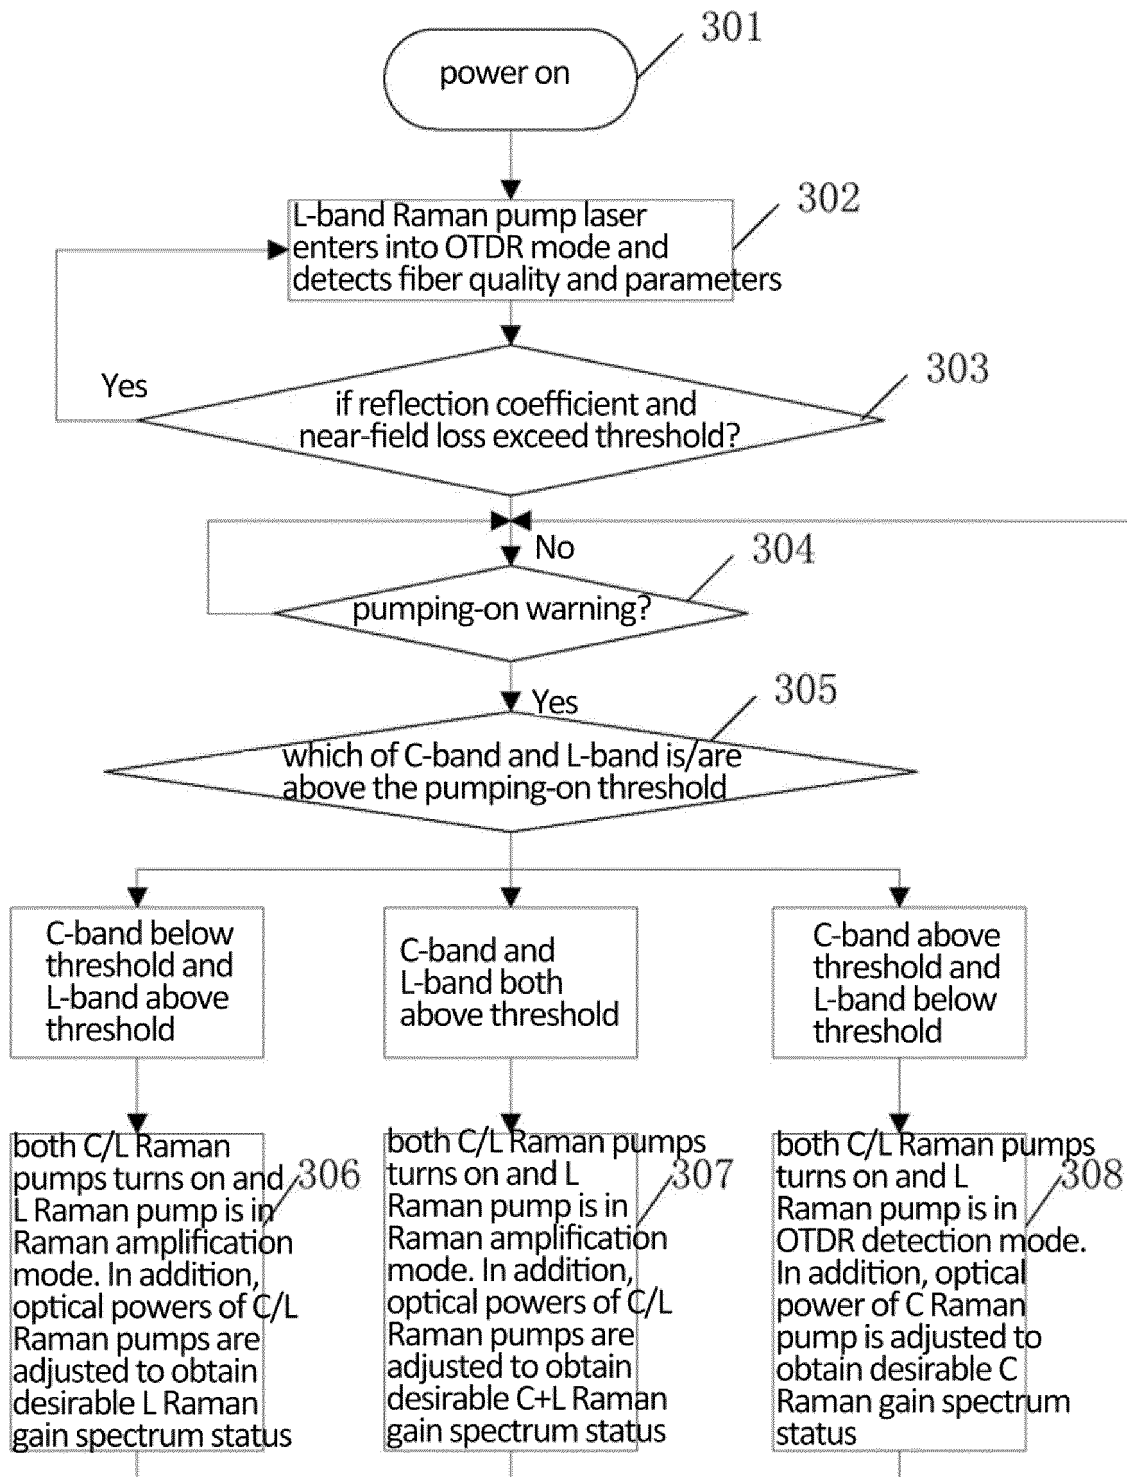 301
power on
302
L-band Raman pump laser
enters into OTDR mode and
detects fiber quality and parameters
303
Yes
if reflection coefficient and
near-field loss exceed threshold?
No
304
pumping-on warning?
Yes
305
which of C-band and L-band is/are
above the pumping-on threshold
C-band below
threshold and
L-band above
threshold
C-band and
L-band both
above threshold
C-band above
threshold and
L-band below
threshold
both C/L Raman
pumps turns on and
L Raman pump is in
Raman amplification
mode. In addition,
optical powers of C/L
Raman pumps are
adjusted to obtain
desirable L Raman
gain spectrum status
306
both C/L Raman pumps
turns on and L
Raman pump is in
Raman amplification
mode. In addition,
optical powers of C/L
Raman pumps are
adjusted to obtain
desirable C+L Raman
gain spectrum status
307
both C/L Raman pumps
turns on and L
Raman pump is in
OTDR detection mode.
In addition, optical
power of C Raman
pump is adjusted to
obtain desirable C
Raman gain spectrum
status
308